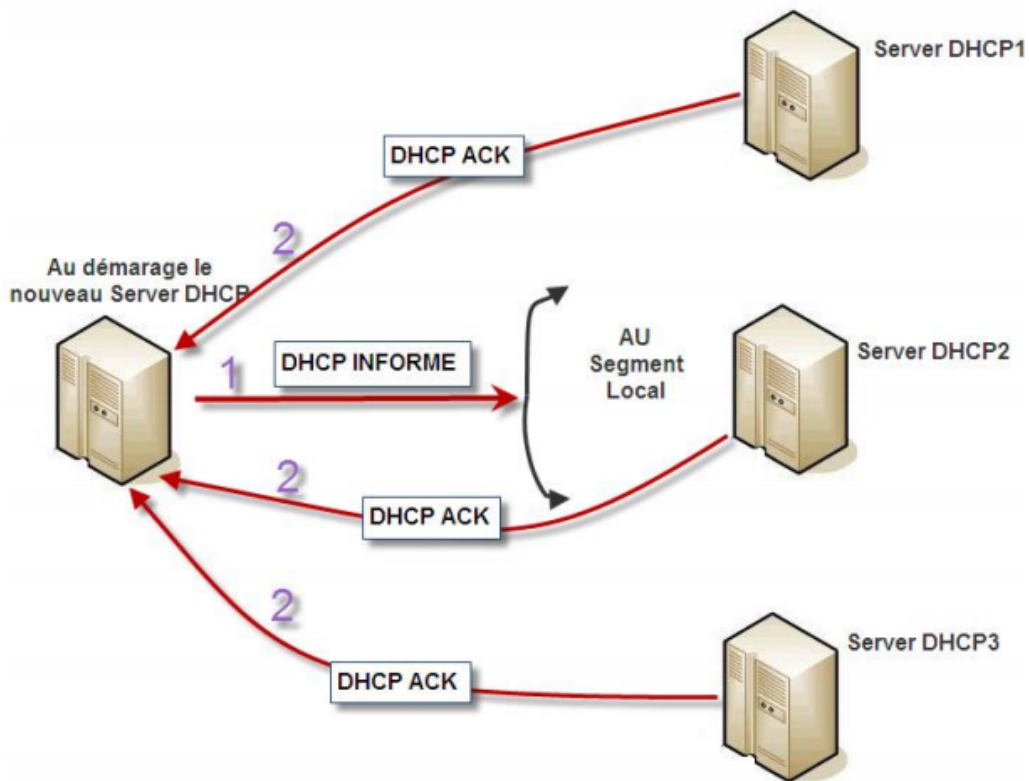 Server DHCP1
DHCP ACK
2
Au démarage le
nouveau Server DHCP
1
DHCP INFORME
AU
Segment
Local
Server DHCP2
2
DHCP ACK
2
DHCP ACK
Server DHCP3